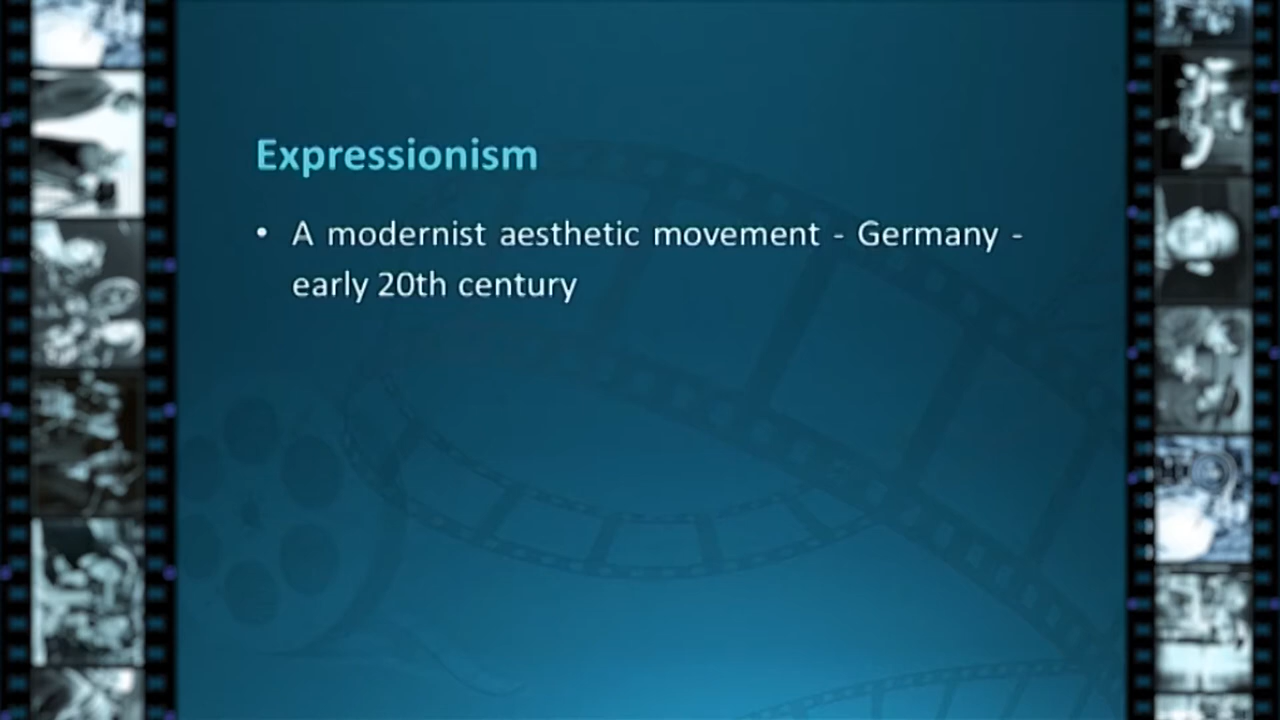 Expressionism
• A modernist aesthetic movement - Germany -
early 20th century